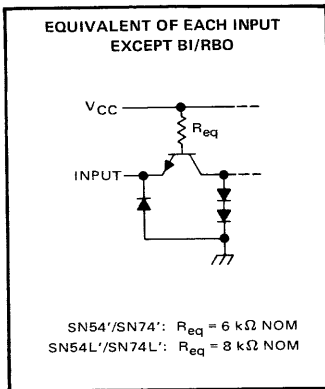 EQUIVALENT OF EACH INPUT
EXCEPT BI/RBO
VCC
Req
INPUT
SN54'/SN74': Req = 6 kΩ NOM
SN54L'/SN74L': Req = 8 kΩ NOM